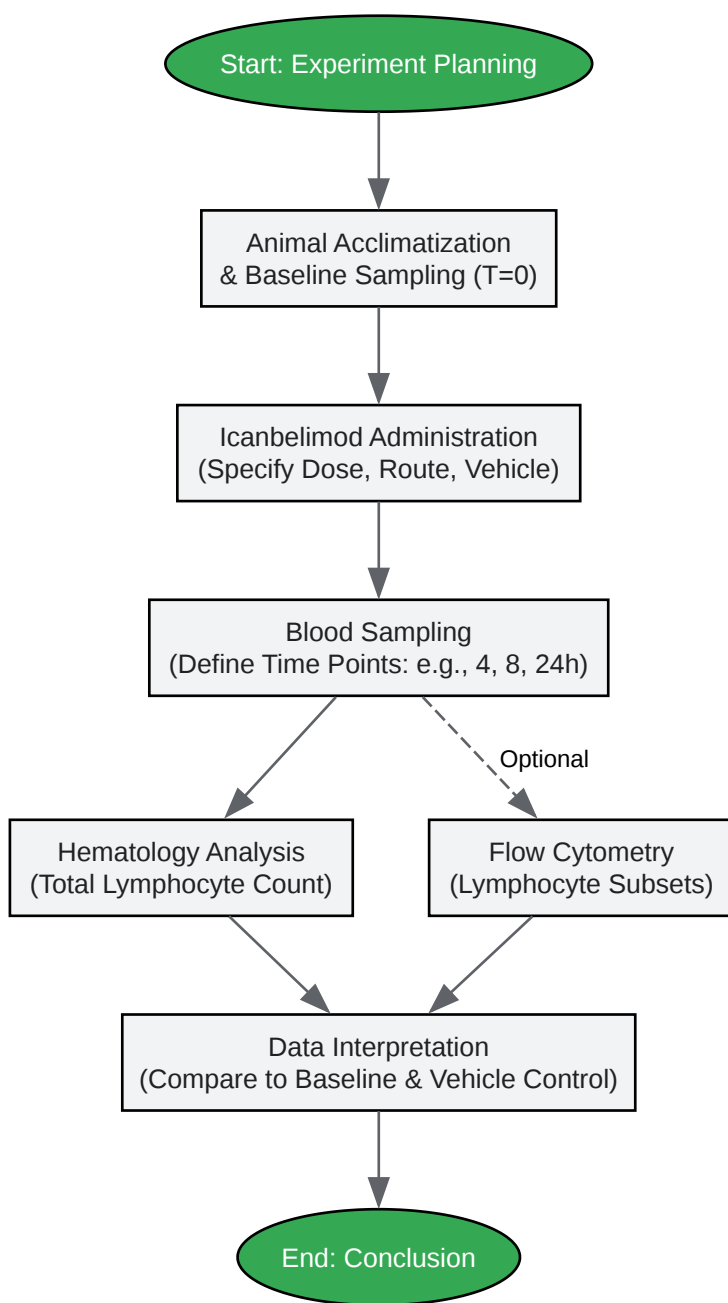 Start: Experiment Planning
Animal Acclimatization
& Baseline Sampling (T=0)
Icanbelimod Administration
(Specify Dose, Route, Vehicle)
Blood Sampling
(Define Time Points: e.g., 4, 8, 24h)
Optional
Hematology Analysis
(Total Lymphocyte Count)
Flow Cytometry
(Lymphocyte Subsets)
Data Interpretation
(Compare to Baseline & Vehicle Control)
End: Conclusion